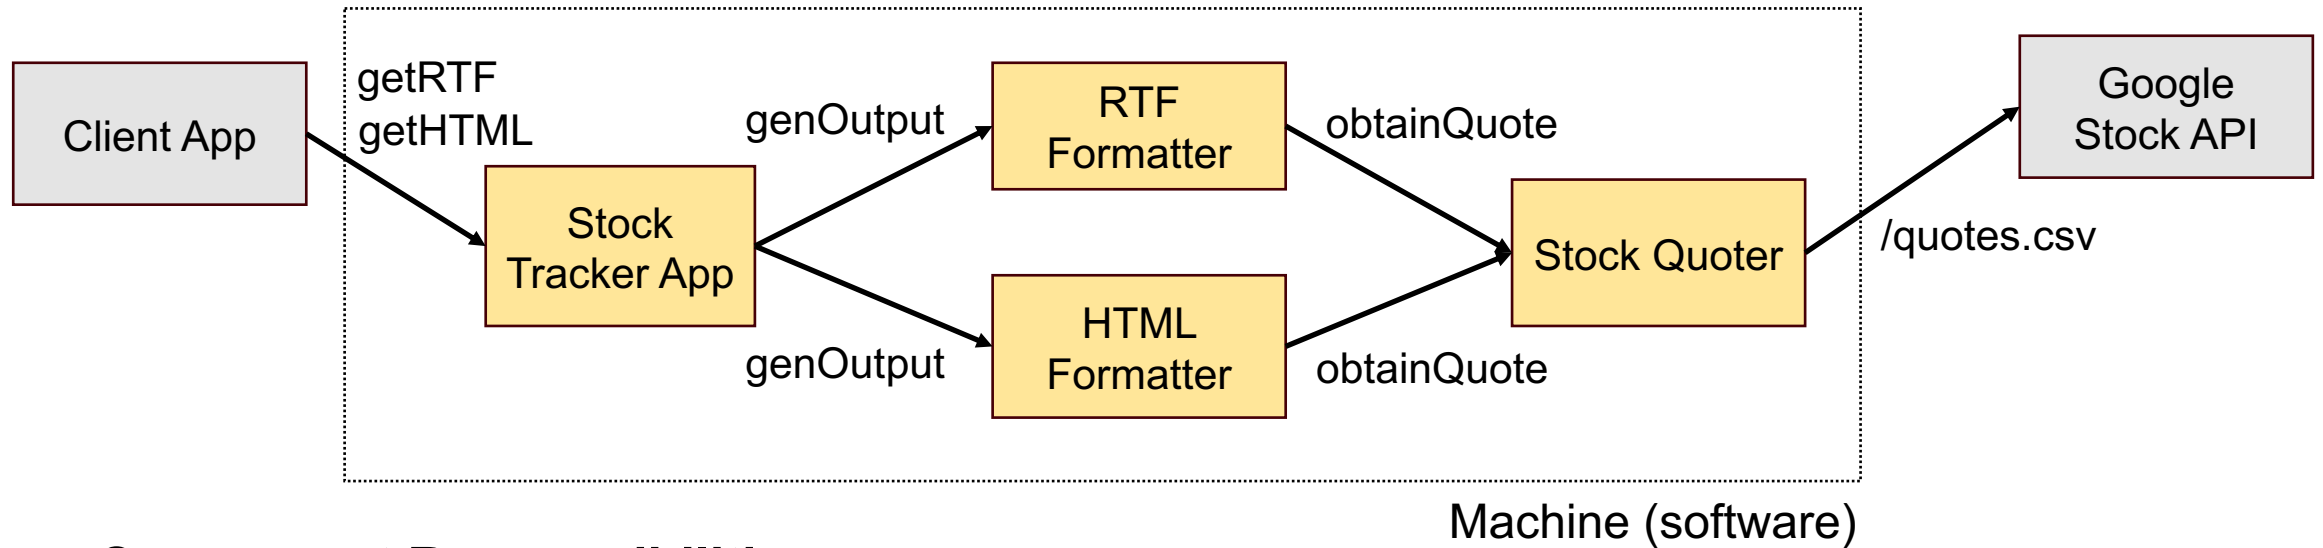 Client App
getRTF
getHTML
Stock
Tracker App
genOutput
genOutput
RTF
Formatter
HTML
Formatter
obtainQuote
obtainQuote
Stock Quoter
Google
Stock API
/quotes.csv
Machine (software)